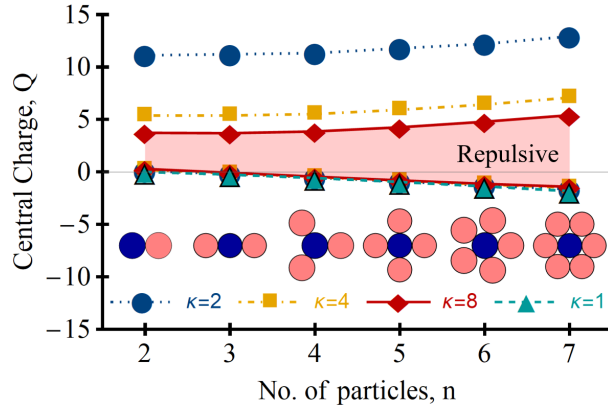 Central Charge, Q
15
10
5
0
−5
−10
−15
Repulsive
κ=2
κ=4
κ=8
κ=1
2
3
4
5
6
7
No. of particles, n